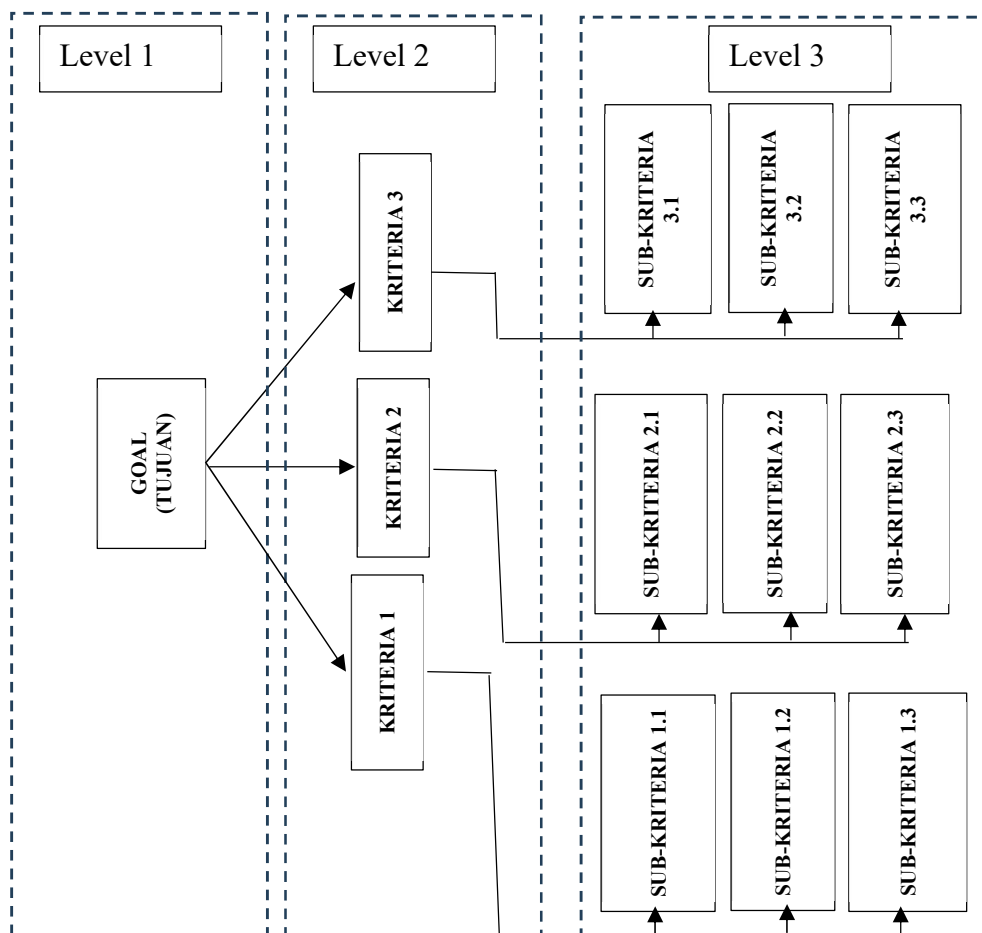 Level 1
Level 2
Level 3
GOAL
(TUJUAN)
KRITERIA 3
KRITERIA 2
KRITERIA 1
SUB-KRITERIA
3.1
SUB-KRITERIA
3.2
SUB-KRITERIA
3.3
SUB-KRITERIA 2.1
SUB-KRITERIA 2.2
SUB-KRITERIA 2.3
SUB-KRITERIA 1.1
SUB-KRITERIA 1.2
SUB-KRITERIA 1.3